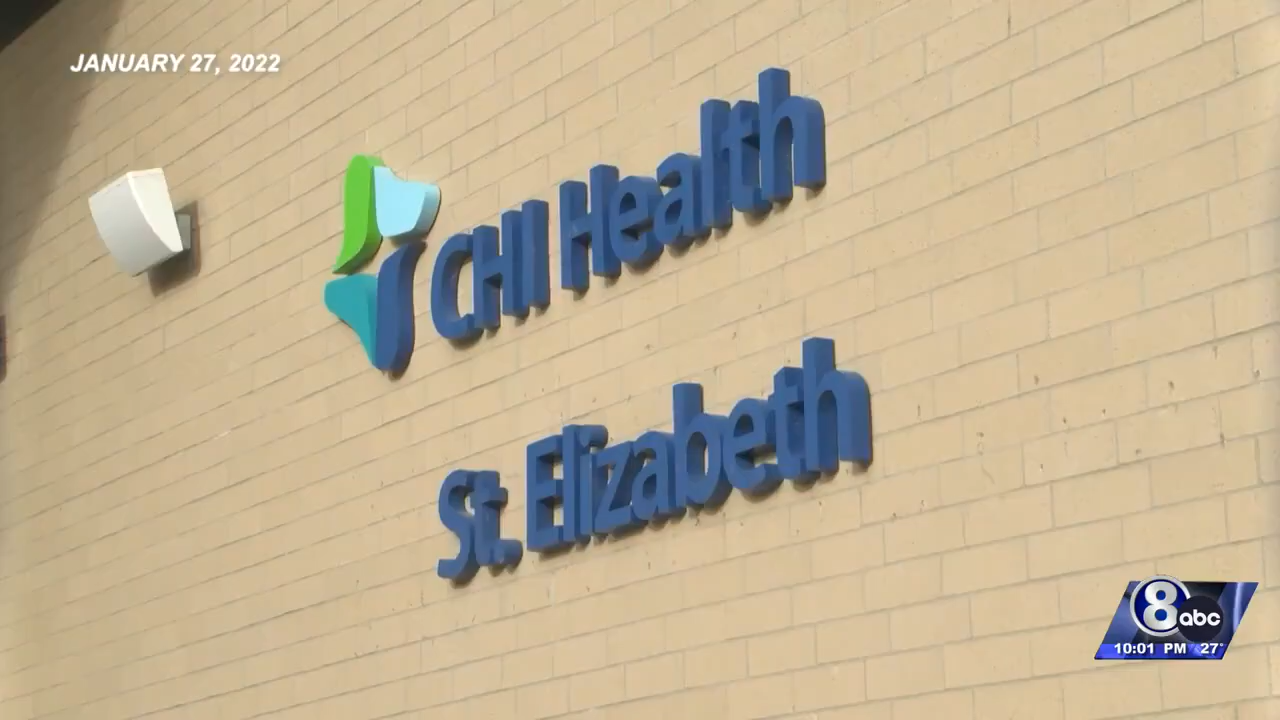 JANUARY 27, 2022
CHI Health
St. Elizabeth
8 abc
10:01 PM 27°